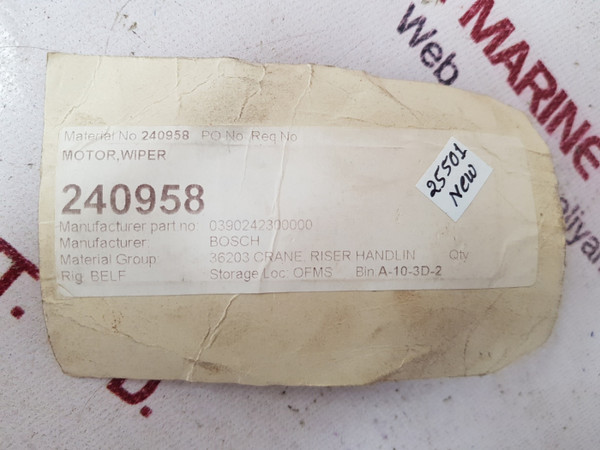 MARINE
Web
Material No 240958 PO No. Req No
MOTOR,WIPER
240958
Manufacturer part no: 0390242300000
Manufacturer: BOSCH
Material Group: 36203 CRANE, RISER HANDLIN Qty
Rig: BELF Storage Loc: OFMS Bin A-10-3D-2
25501
New